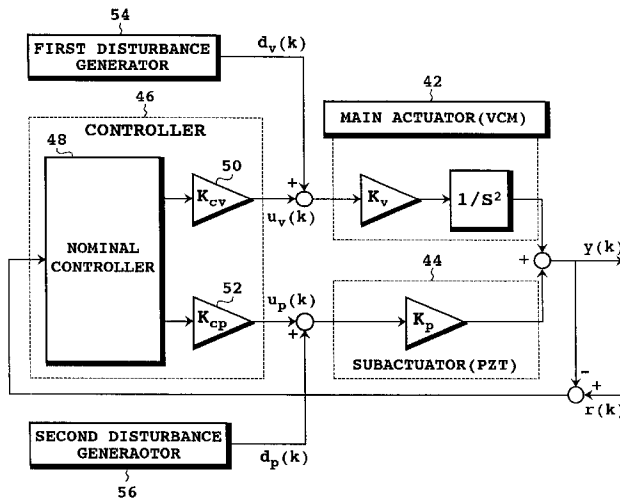 54
FIRST DISTURBANCE
GENERATOR
d_v(k)
46
CONTROLLER
48
NOMINAL
CONTROLLER
50
K_cv
+
u_v(k)
42
MAIN ACTUATOR(VCM)
K_v
1/S²
y(k)
+
+
52
K_cp
u_p(k)
+
44
K_p
SUBACTUATOR(PZT)
-
+
r(k)
SECOND DISTURBANCE
GENERAOTOR
d_p(k)
56